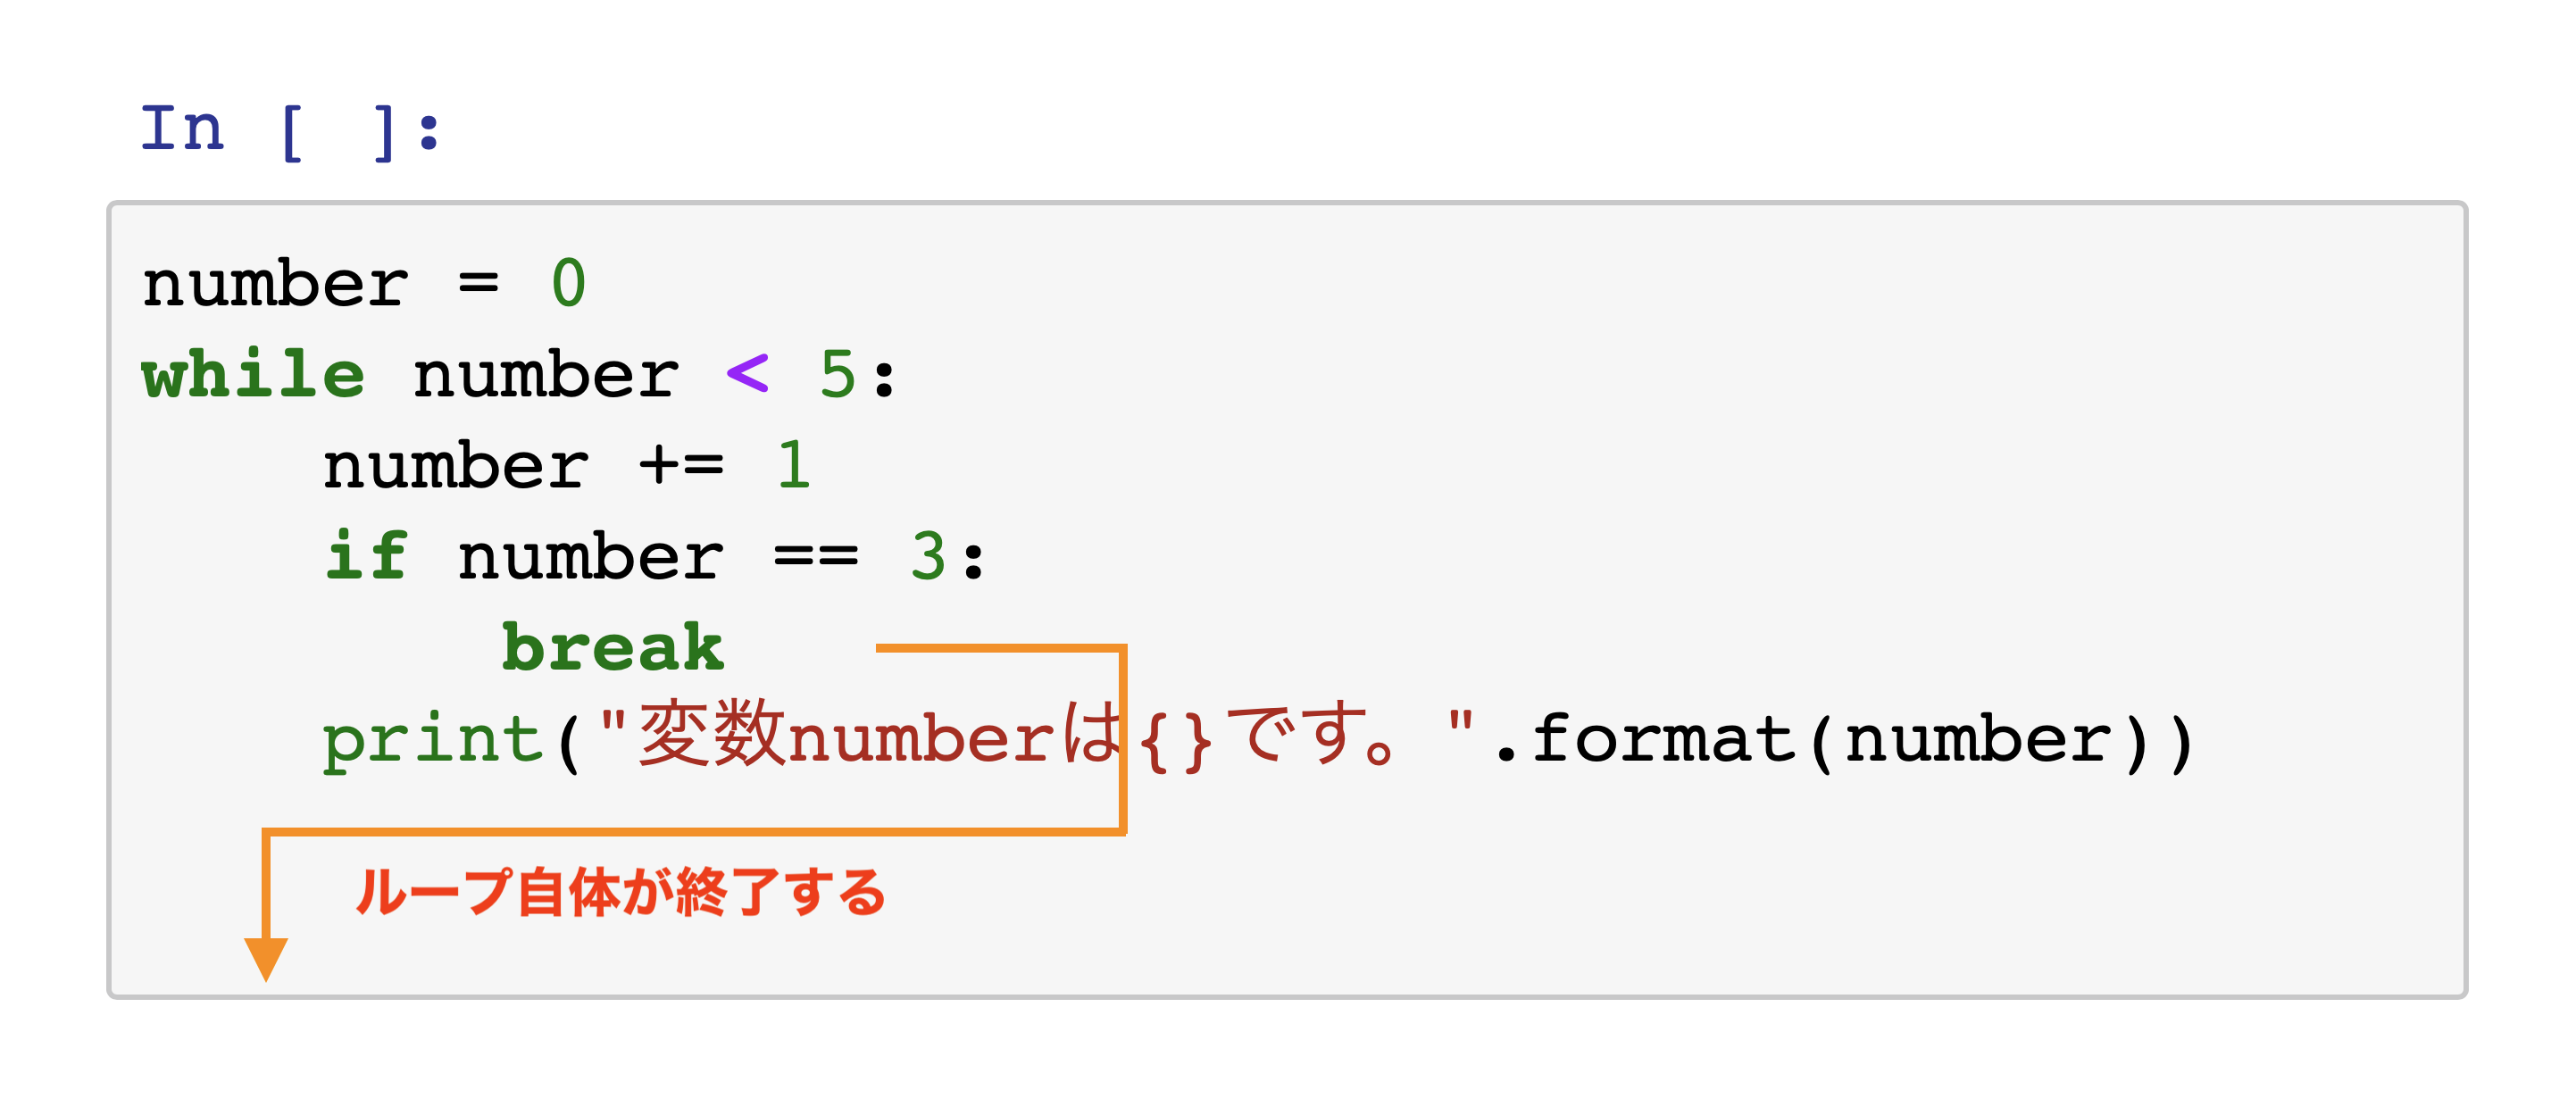 In [ ]:
number = 0
while number < 5:
    number += 1
    if number == 3:
        break
    print("変数numberは{}です。".format(number))
ループ自体が終了する